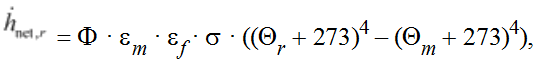 ḣnet,r = Φ · εm · εf · σ · ((Θr + 273)⁴ – (Θm + 273)⁴),